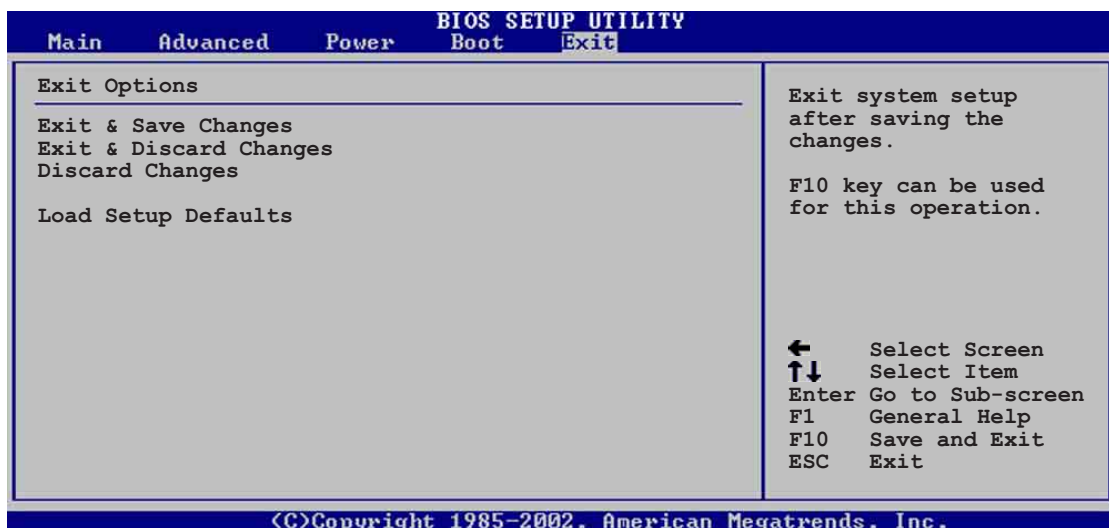 BIOS SETUP UTILITY
Main Advanced Power Boot Exit
Exit Options
Exit & Save Changes
Exit & Discard Changes
Discard Changes
Load Setup Defaults
Exit system setup
after saving the
changes.
F10 key can be used
for this operation.
← Select Screen
↑↓ Select Item
Enter Go to Sub-screen
F1 General Help
F10 Save and Exit
ESC Exit
(C)Copyright 1985-2002, American Megatrends, Inc.